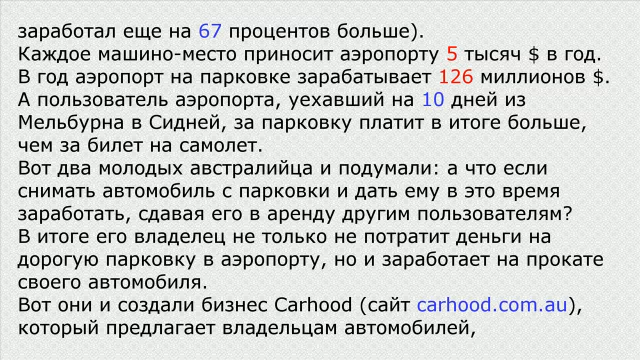 заработал еще на 67 процентов больше).
Каждое машино-место приносит аэропорту 5 тысяч $ в год.
В год аэропорт на парковке зарабатывает 126 миллионов $.
А пользователь аэропорта, уехавший на 10 дней из
Мельбурна в Сидней, за парковку платит в итоге больше,
чем за билет на самолет.
Вот два молодых австралийца и подумали: а что если
снимать автомобиль с парковки и дать ему в это время
заработать, сдавая его в аренду другим пользователям?
В итоге его владелец не только не потратит деньги на
дорогую парковку в аэропорту, но и заработает на прокате
своего автомобиля.
Вот они и создали бизнес Carhood (сайт carhood.com.au),
который предлагает владельцам автомобилей,